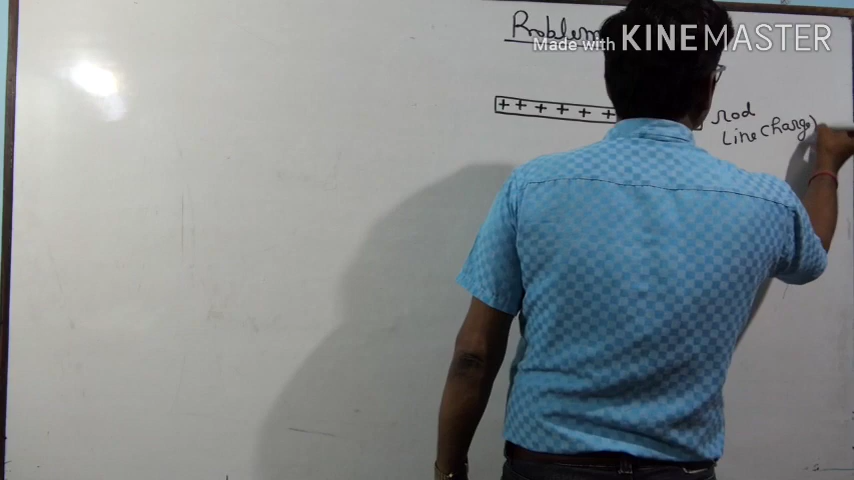 Problem
Made with KINEMASTER
+ + + + + +
rod
Line Charge)